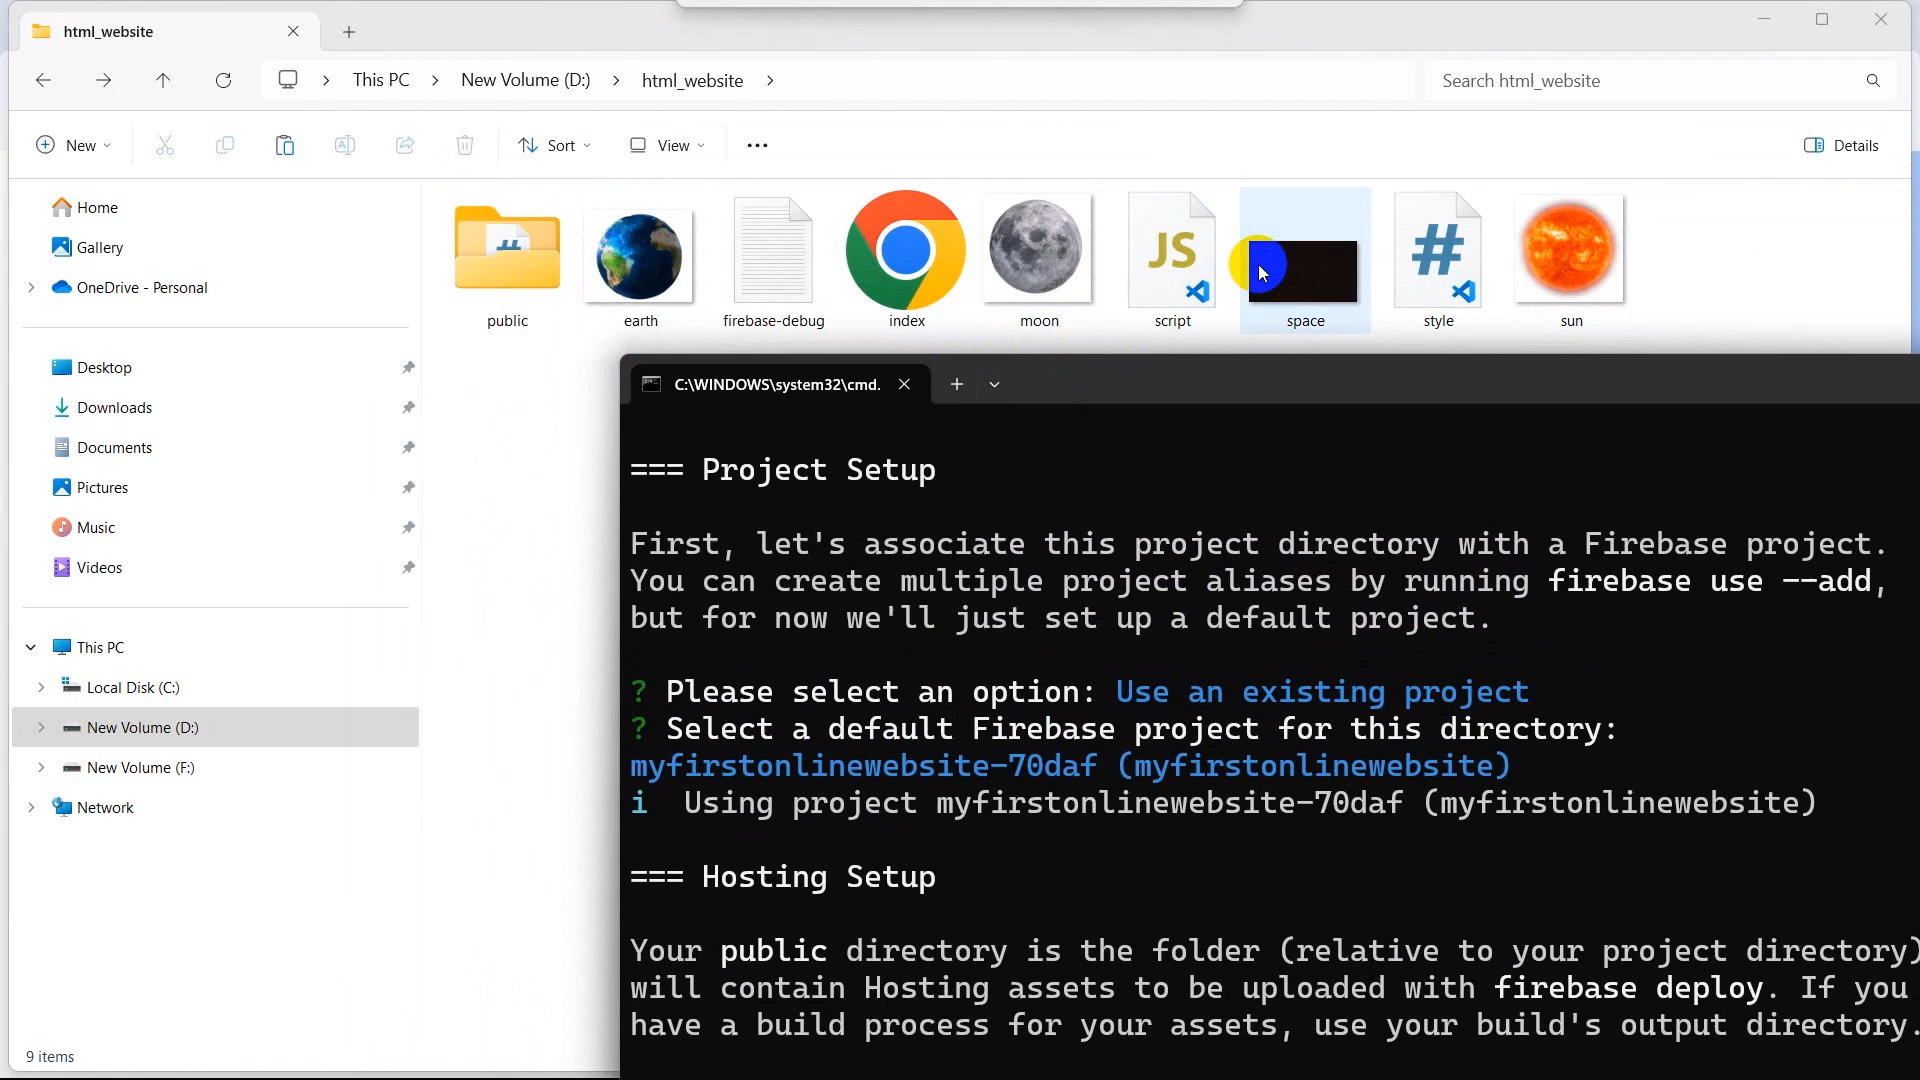 html_website
This PC
New Volume (D:)
html_website
Search html_website
New
Sort
View
Details
Home
Gallery
OneDrive - Personal
Desktop
Downloads
Documents
Pictures
Music
Videos
This PC
Local Disk (C:)
New Volume (D:)
New Volume (F:)
Network
9 items
#
JS
#
public
earth
firebase-debug
index
moon
script
space
style
sun
C:\WINDOWS\system32\cmd.
=== Project Setup
First, let's associate this project directory with a Firebase project.
You can create multiple project aliases by running firebase use --add,
but for now we'll just set up a default project.
? Please select an option: Use an existing project
? Select a default Firebase project for this directory:
myfirstonlinewebsite-70daf (myfirstonlinewebsite)
i Using project myfirstonlinewebsite-70daf (myfirstonlinewebsite)
=== Hosting Setup
Your public directory is the folder (relative to your project directory)
will contain Hosting assets to be uploaded with firebase deploy. If you
have a build process for your assets, use your build's output directory.